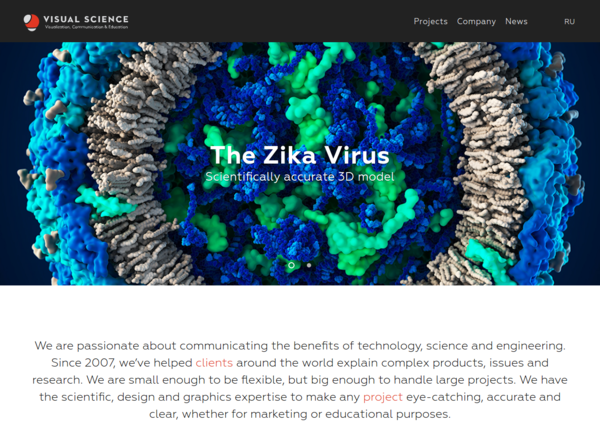 VISUAL SCIENCE
Visualization, Communication & Education
Projects Company News RU
The Zika Virus
Scientifically accurate 3D model
We are passionate about communicating the benefits of technology, science and engineering.
Since 2007, we've helped clients around the world explain complex products, issues and
research. We are small enough to be flexible, but big enough to handle large projects. We have
the scientific, design and graphics expertise to make any project eye-catching, accurate and
clear, whether for marketing or educational purposes.